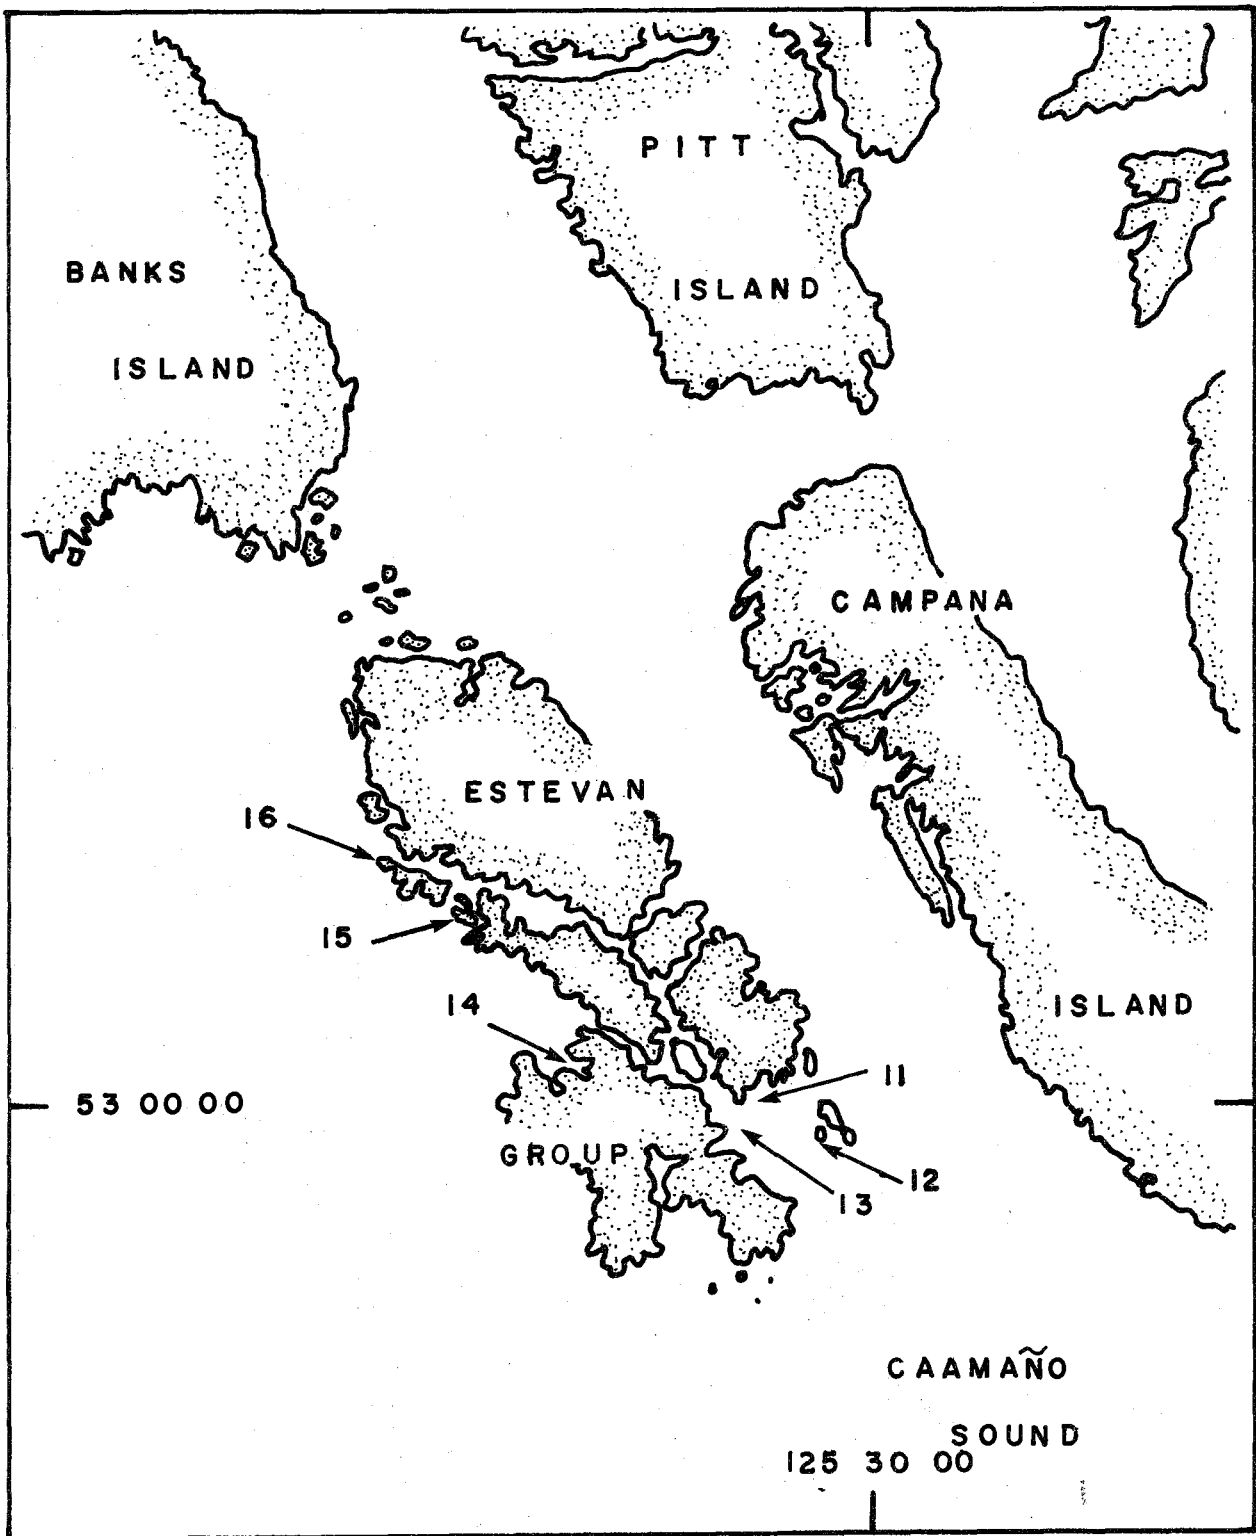 PITT
BANKS
ISLAND
ISLAND
CAMPANA
ESTEVAN
16
15
14
ISLAND
11
53 00 00
GROUP
12
13
CAAMAÑO
SOUND
125 30 00